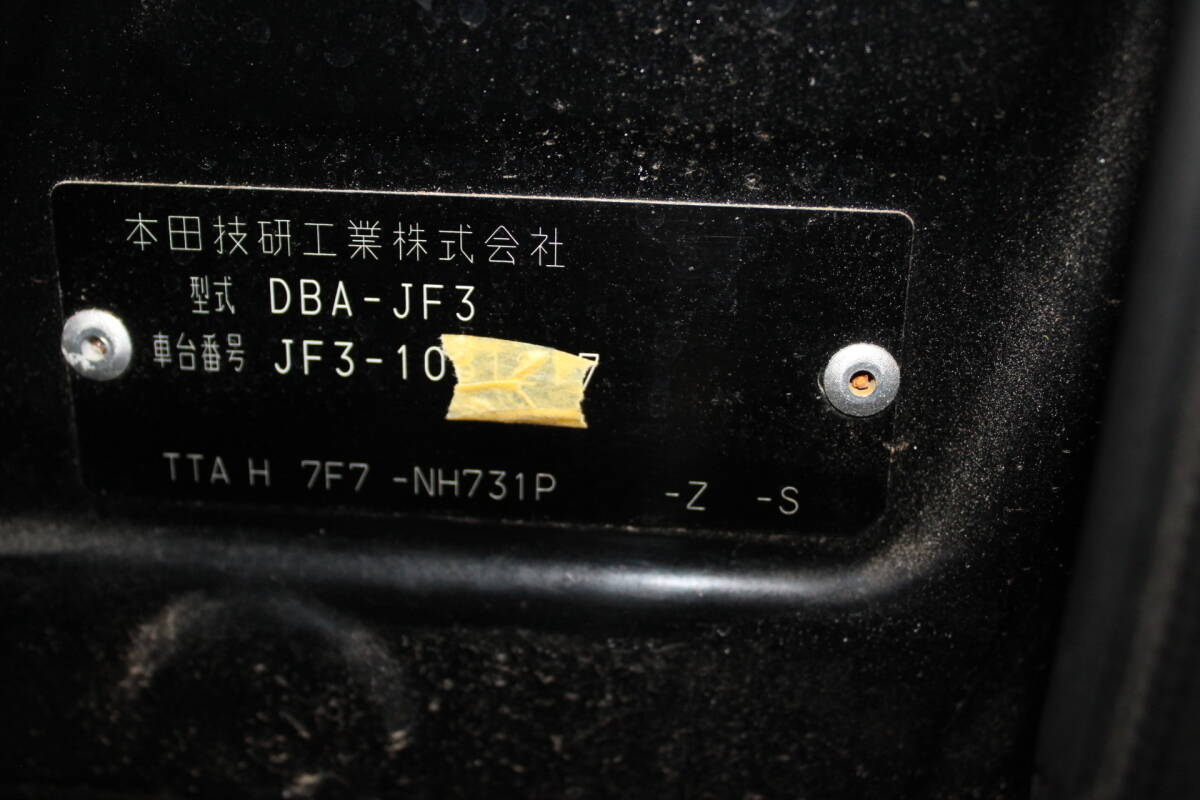 本田技研工業株式会社
型式 DBA-JF3
車台番号 JF3-10 7
TTA H 7F7 -NH731P -Z -S